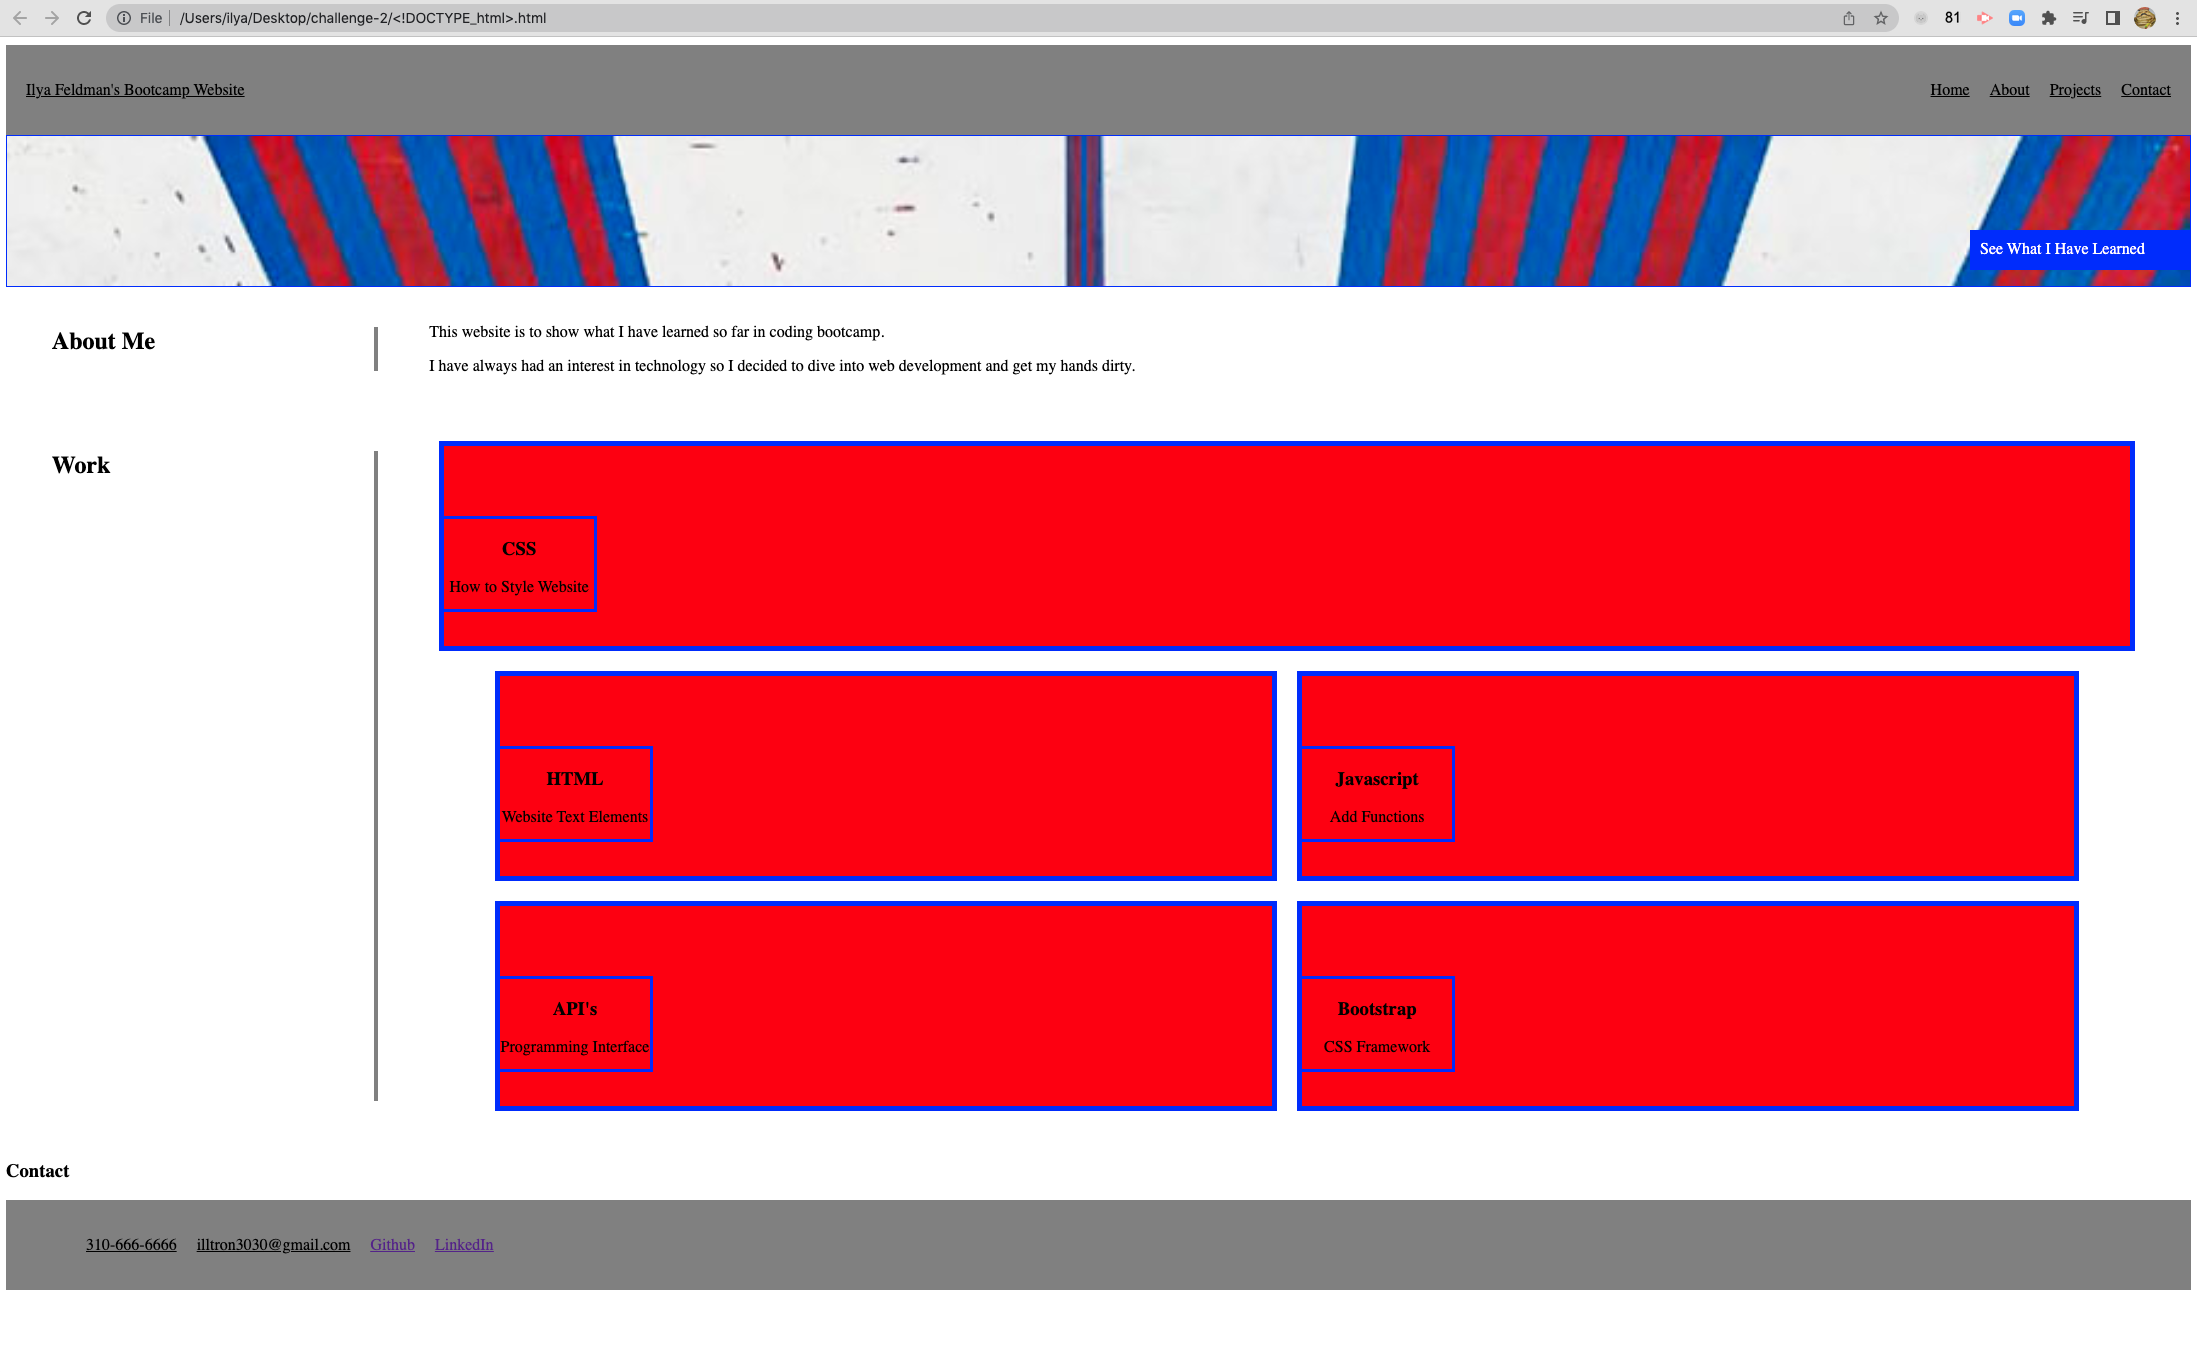 File | /Users/ilya/Desktop/challenge-2/<!DOCTYPE_html>.html 81
Ilya Feldman's Bootcamp Website Home About Projects Contact
See What I Have Learned
About Me
This website is to show what I have learned so far in coding bootcamp.
I have always had an interest in technology so I decided to dive into web development and get my hands dirty.
Work
CSS
How to Style Website
HTML
Website Text Elements
Javascript
Add Functions
API's
Programming Interface
Bootstrap
CSS Framework
Contact
310-666-6666 illtron3030@gmail.com Github LinkedIn